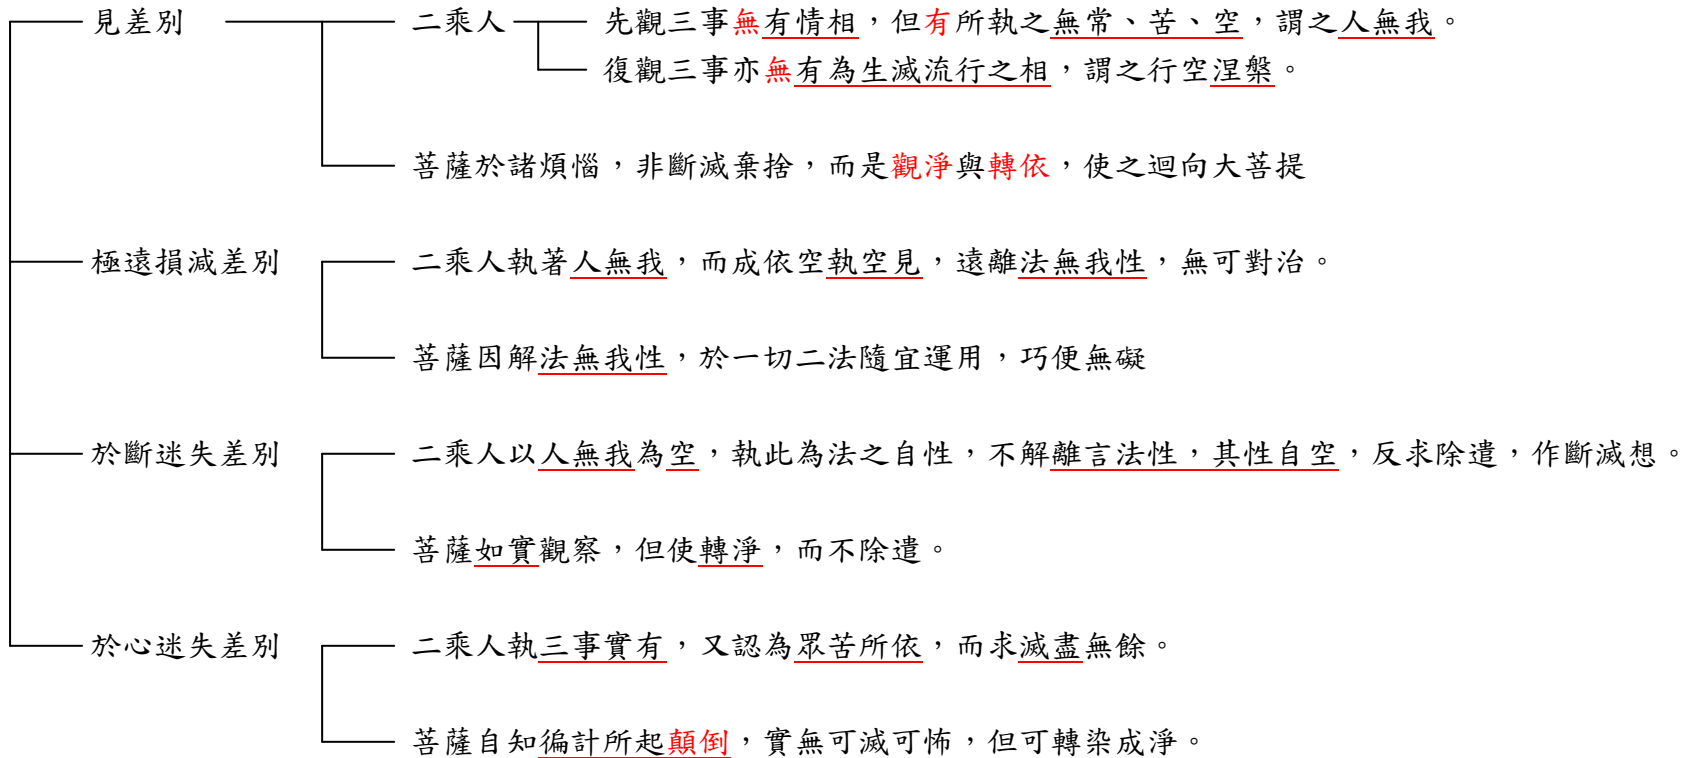 見差別 二乘人 先觀三事無有情相，但有所執之無常、苦、空，謂之人無我。
復觀三事亦無有為生滅流行之相，謂之行空涅槃。
菩薩於諸煩惱，非斷滅棄捨，而是觀淨與轉依，使之迴向大菩提
極遠損減差別 二乘人執著人無我，而成依空執空見，遠離法無我性，無可對治。
菩薩因解法無我性，於一切二法隨宜運用，巧便無礙
於斷迷失差別 二乘人以人無我為空，執此為法之自性，不解離言法性，其性自空，反求除遣，作斷滅想。
菩薩如實觀察，但使轉淨，而不除遣。
於心迷失差別 二乘人執三事實有，又認為眾苦所依，而求滅盡無餘。
菩薩自知徧計所起顛倒，實無可滅可怖，但可轉染成淨。